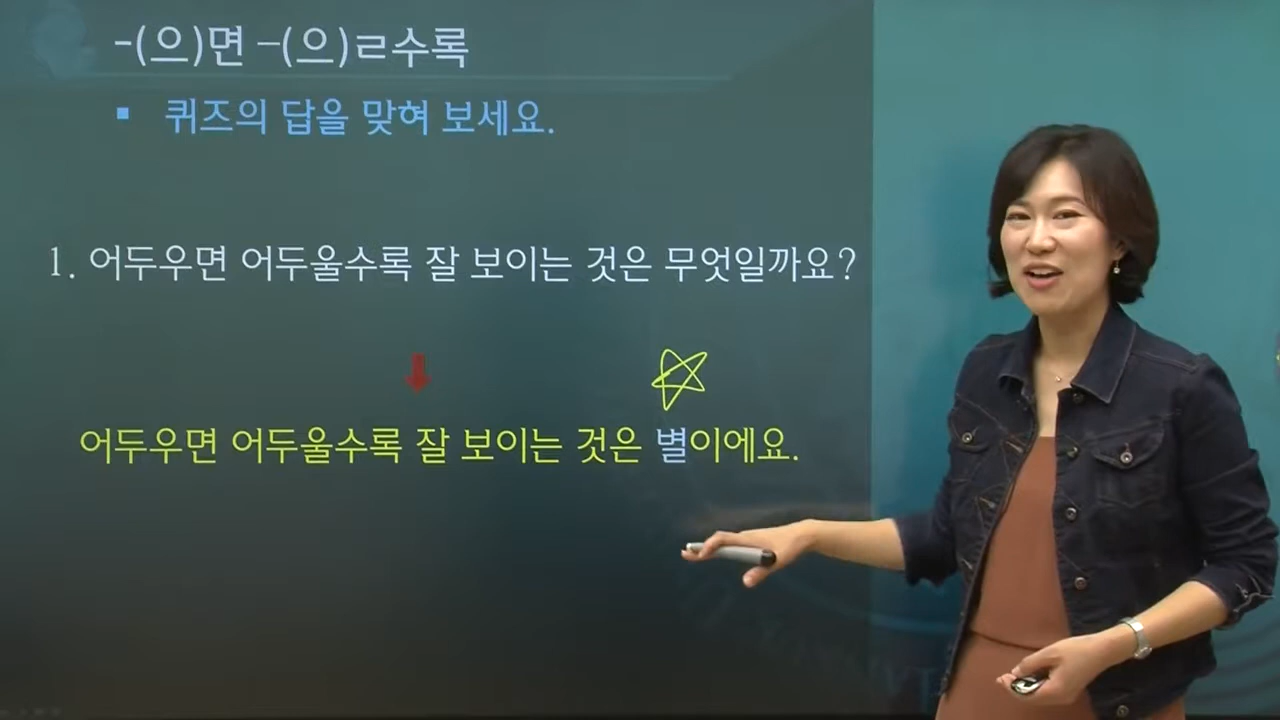 -(으)면 -(으)ㄹ수록
▪ 퀴즈의 답을 맞혀 보세요.
1. 어두우면 어두울수록 잘 보이는 것은 무엇일까요?
어두우면 어두울수록 잘 보이는 것은 별이에요.